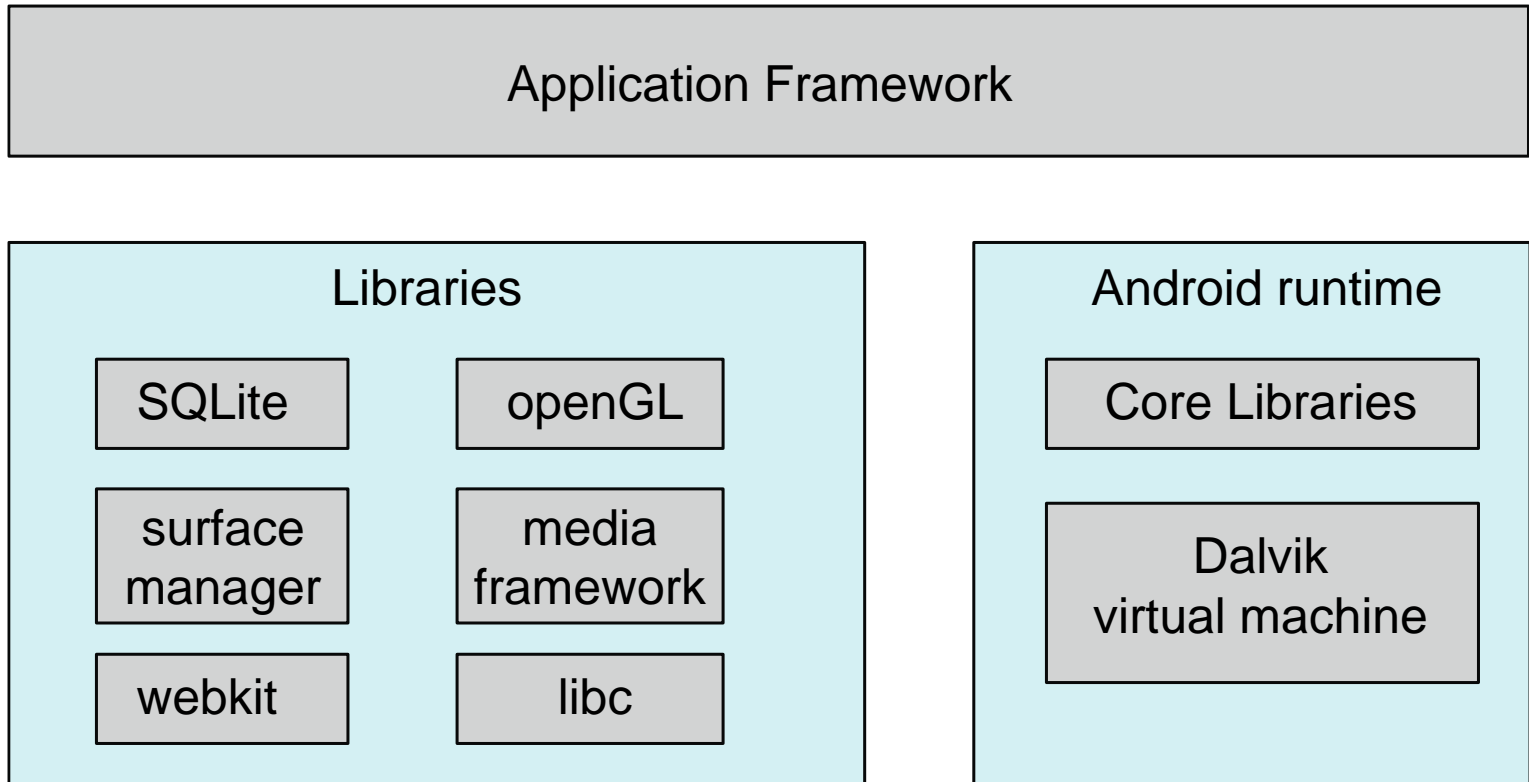 Application Framework
Libraries
SQLite
openGL
surface
manager
media
framework
webkit
libc
Android runtime
Core Libraries
Dalvik
virtual machine